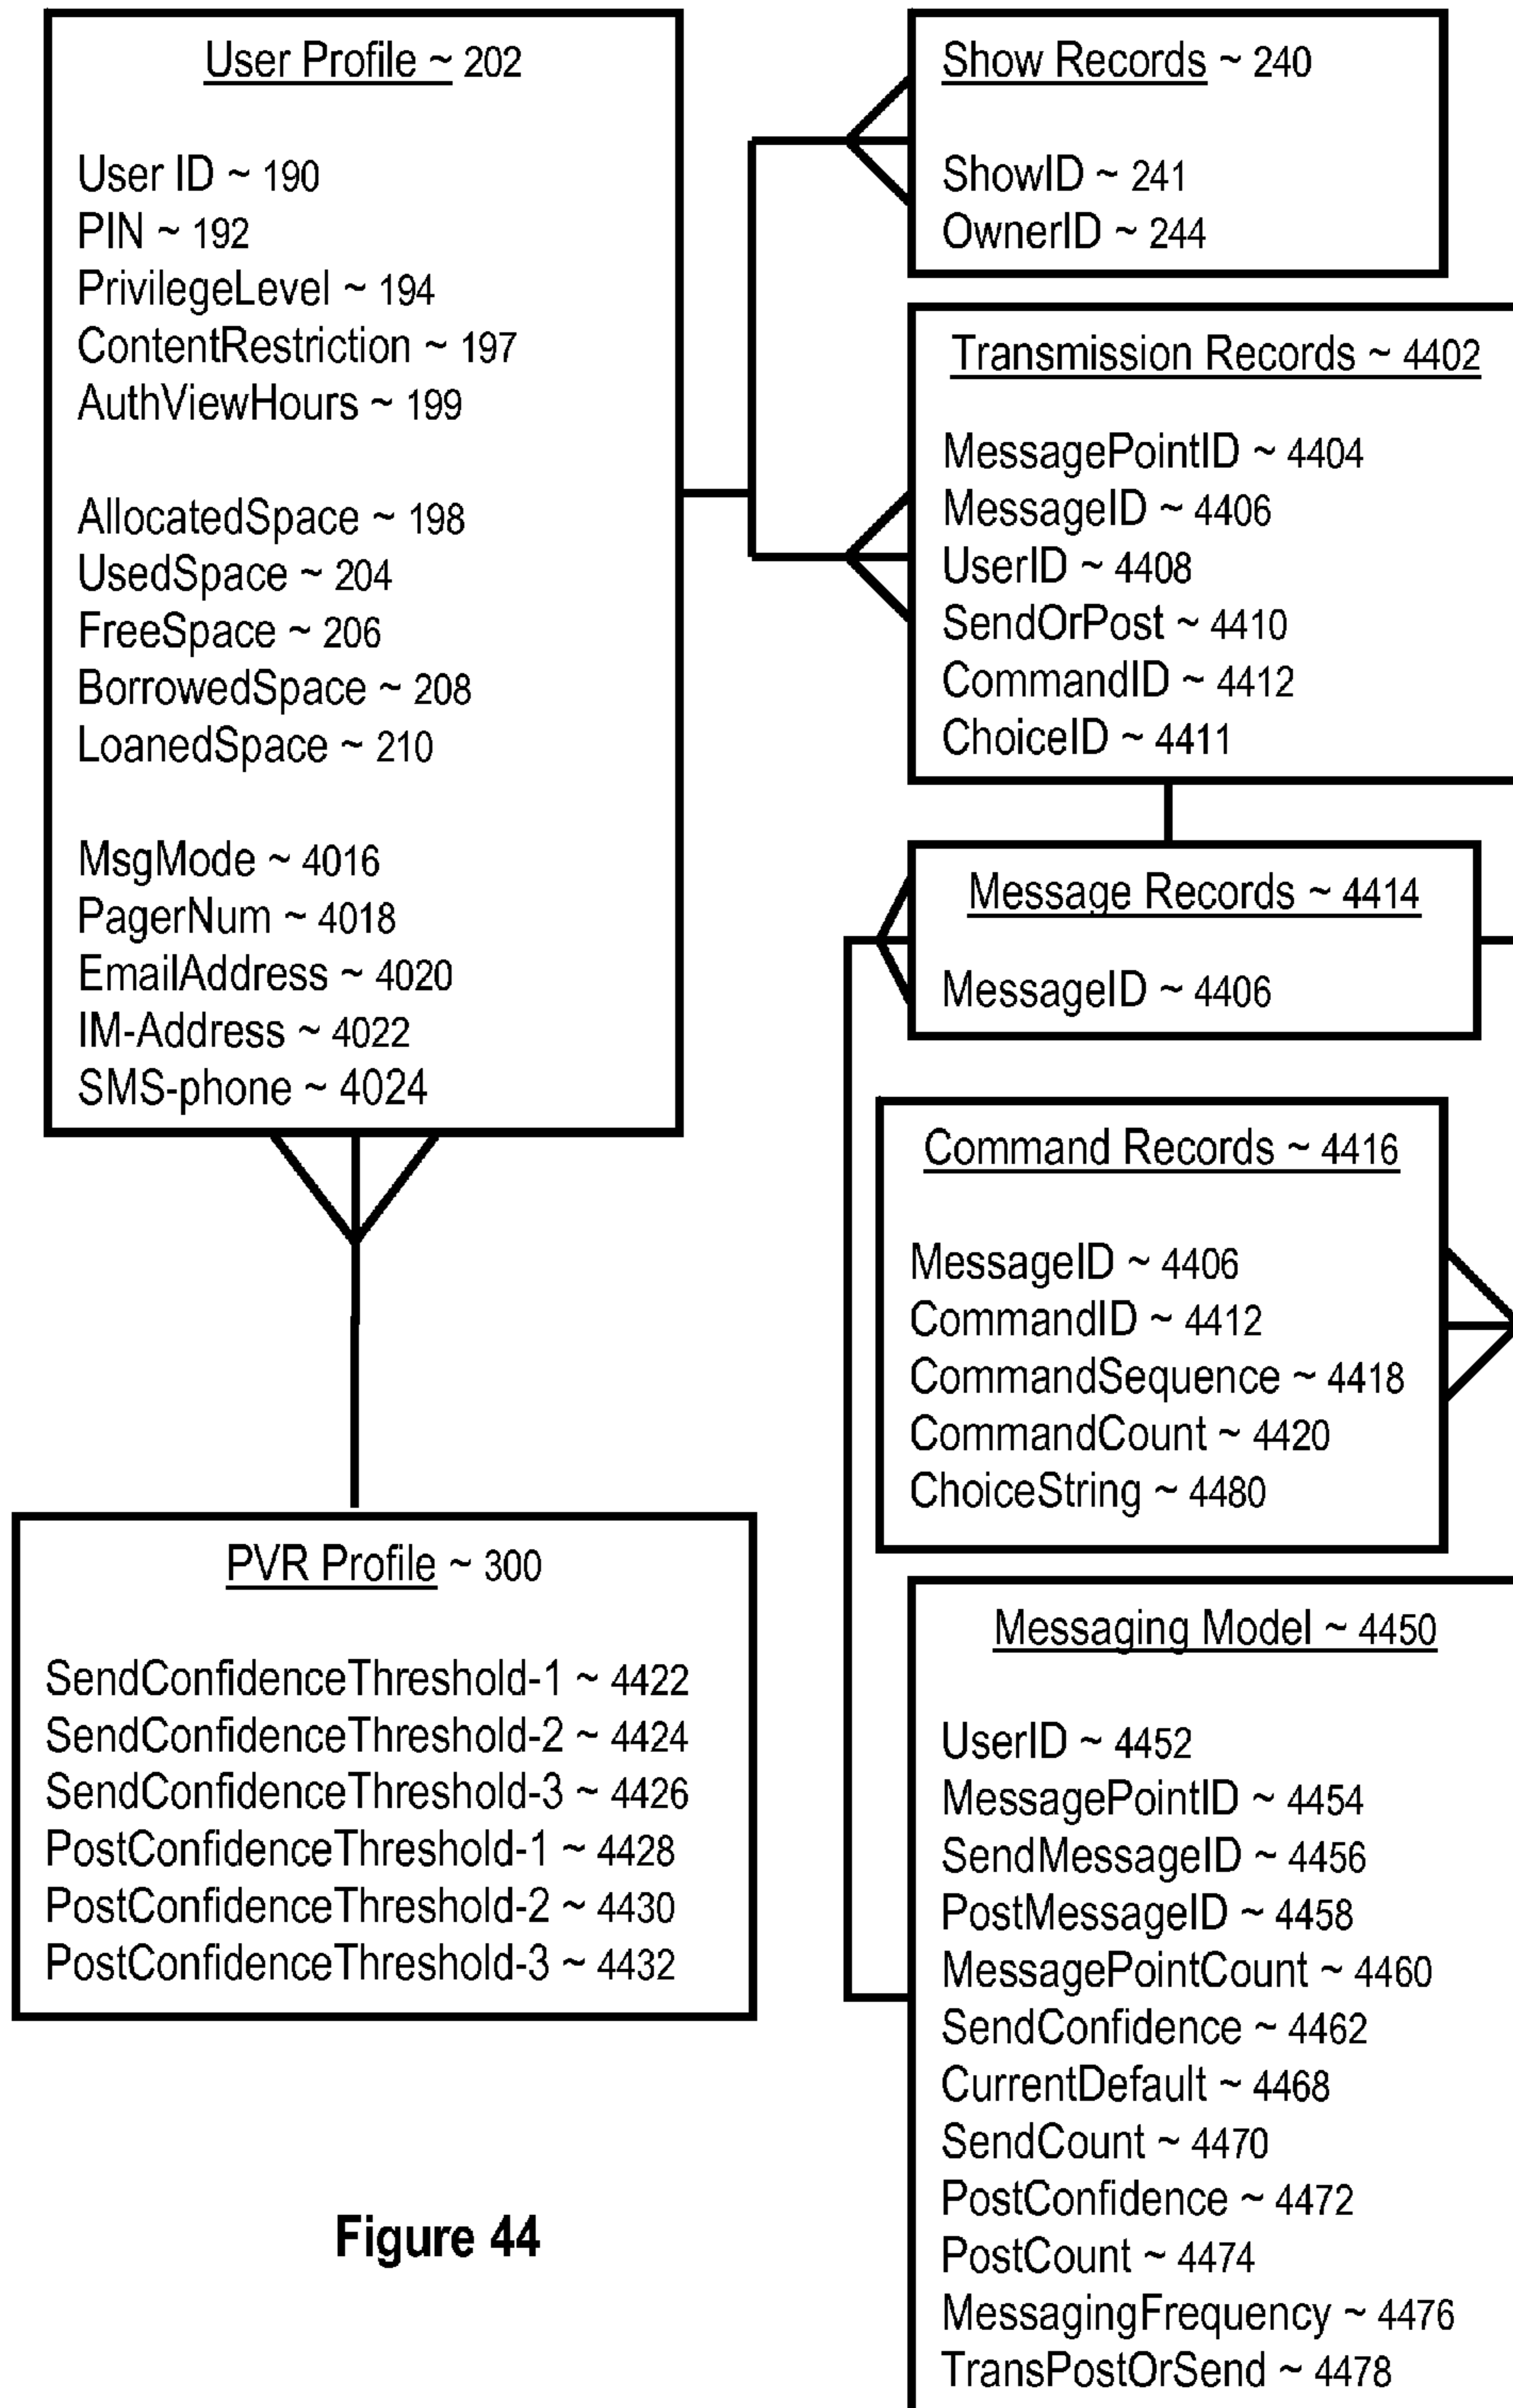 User Profile ~ 202
User ID ~ 190
PIN ~ 192
PrivilegeLevel ~ 194
ContentRestriction ~ 197
AuthViewHours ~ 199
AllocatedSpace ~ 198
UsedSpace ~ 204
FreeSpace ~ 206
BorrowedSpace ~ 208
LoanedSpace ~ 210
MsgMode ~ 4016
PagerNum ~ 4018
EmailAddress ~ 4020
IM-Address ~ 4022
SMS-phone ~ 4024
PVR Profile ~ 300
SendConfidenceThreshold-1 ~ 4422
SendConfidenceThreshold-2 ~ 4424
SendConfidenceThreshold-3 ~ 4426
PostConfidenceThreshold-1 ~ 4428
PostConfidenceThreshold-2 ~ 4430
PostConfidenceThreshold-3 ~ 4432
Show Records ~ 240
ShowID ~ 241
OwnerID ~ 244
Transmission Records ~ 4402
MessagePointID ~ 4404
MessageID ~ 4406
UserID ~ 4408
SendOrPost ~ 4410
CommandID ~ 4412
ChoiceID ~ 4411
Message Records ~ 4414
MessageID ~ 4406
Command Records ~ 4416
MessageID ~ 4406
CommandID ~ 4412
CommandSequence ~ 4418
CommandCount ~ 4420
ChoiceString ~ 4480
Messaging Model ~ 4450
UserID ~ 4452
MessagePointID ~ 4454
SendMessageID ~ 4456
PostMessageID ~ 4458
MessagePointCount ~ 4460
SendConfidence ~ 4462
CurrentDefault ~ 4468
SendCount ~ 4470
PostConfidence ~ 4472
PostCount ~ 4474
MessagingFrequency ~ 4476
TransPostOrSend ~ 4478
Figure 44